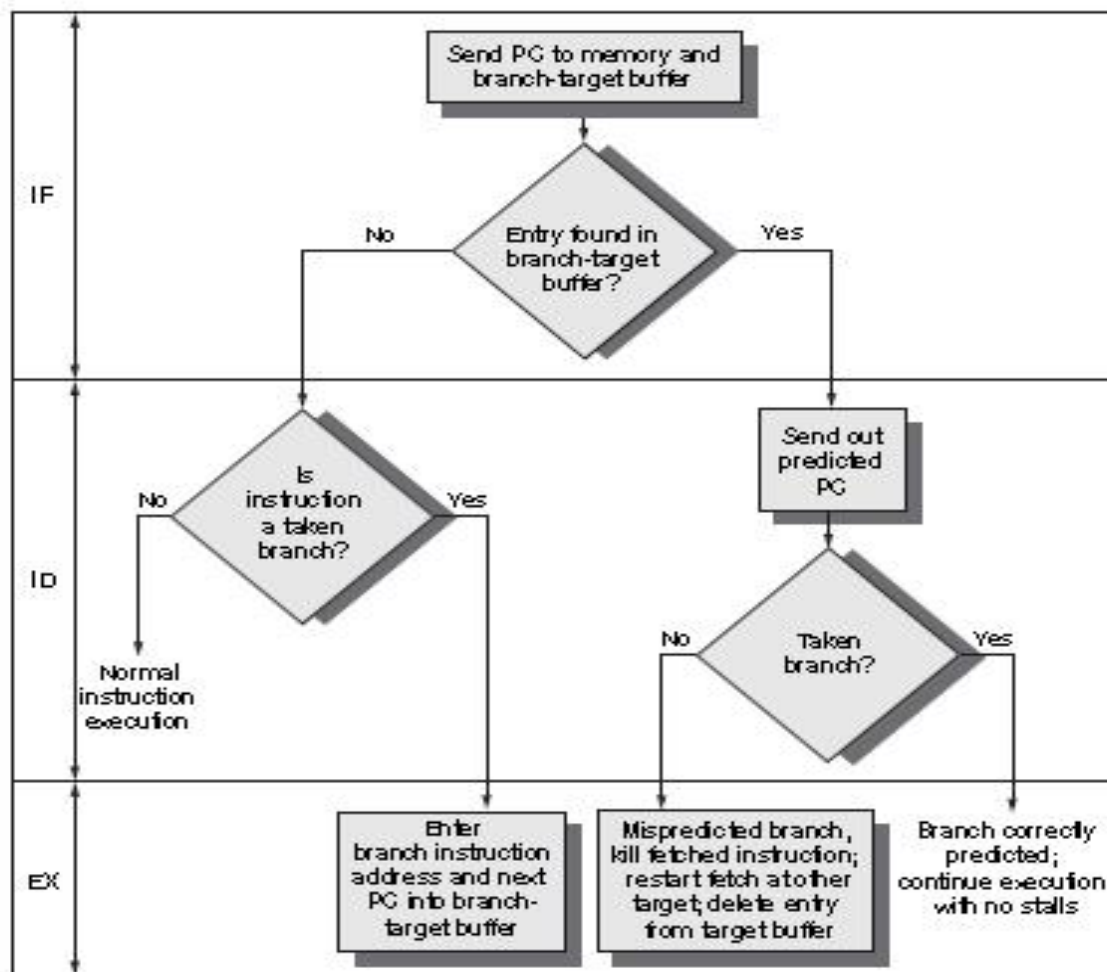 Send PC to memory and
branch-target buffer
IF
No
Entry found in
branch-target
buffer?
Yes
ID
No
Is
instruction
a taken
branch?
Yes
Send out
predicted
PC
Normal
instruction
execution
No
Taken
branch?
Yes
EX
Enter
branch instruction
address and next
PC into branch-
target buffer
Mispredicted branch,
kill fetched instruction;
restart fetch at other
target; delete entry
from target buffer
Branch correctly
predicted;
continue execution
with no stalls